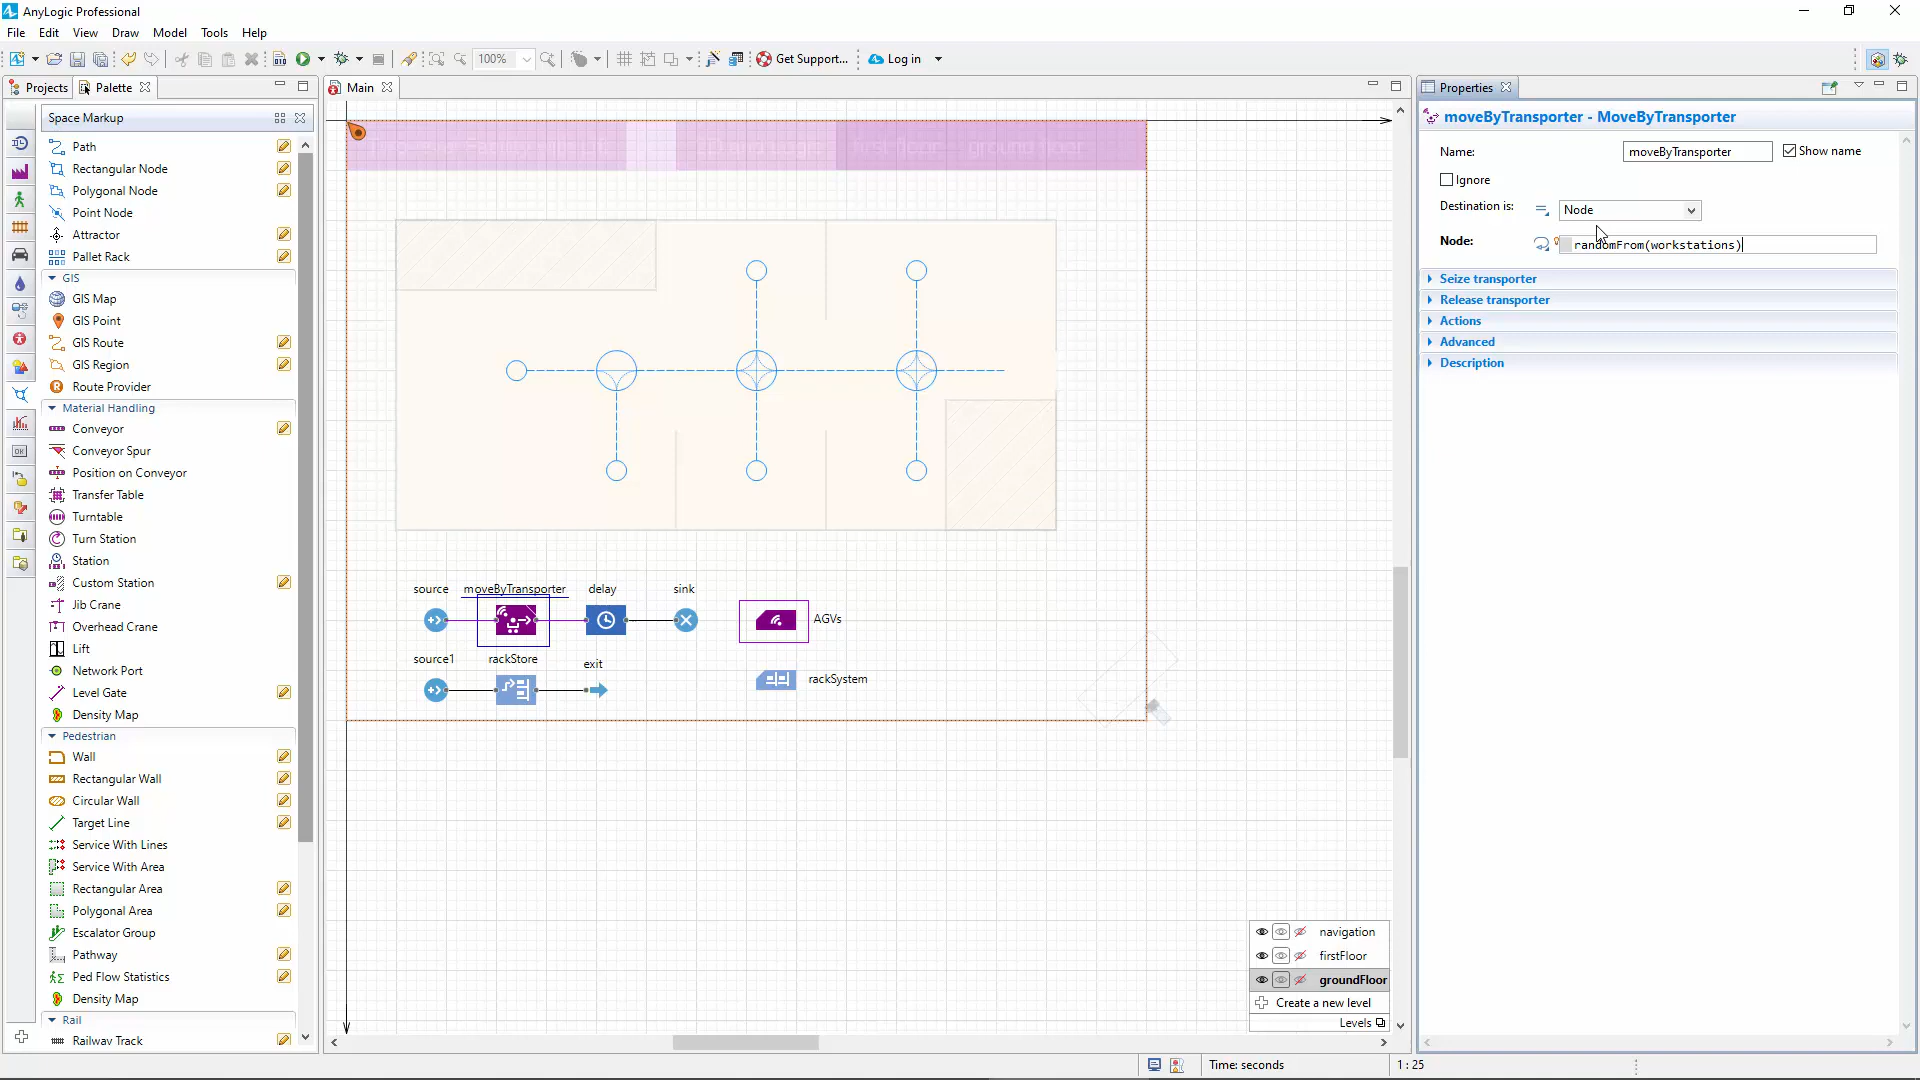 AnyLogic Professional
File Edit View Draw Model Tools Help
100% Get Support... Log in
Projects Palette
Space Markup
Path
Rectangular Node
Polygonal Node
Point Node
Attractor
Pallet Rack
GIS
GIS Map
GIS Point
GIS Route
GIS Region
Route Provider
Material Handling
Conveyor
Conveyor Spur
Position on Conveyor
Transfer Table
Turntable
Turn Station
Station
Custom Station
Jib Crane
Overhead Crane
Lift
Network Port
Level Gate
Density Map
Pedestrian
Wall
Rectangular Wall
Circular Wall
Target Line
Service With Lines
Service With Area
Rectangular Area
Polygonal Area
Escalator Group
Pathway
Ped Flow Statistics
Density Map
Rail
Railway Track
Main
ground floor
source moveByTransporter delay sink
AGVs
source1 rackStore exit
rackSystem
navigation
firstFloor
groundFloor
Create a new level
Levels
Properties
moveByTransporter - MoveByTransporter
Name: moveByTransporter Show name
Ignore
Destination is: Node
Node: randomFrom(workstations)
Seize transporter
Release transporter
Actions
Advanced
Description
Time: seconds 1 : 25